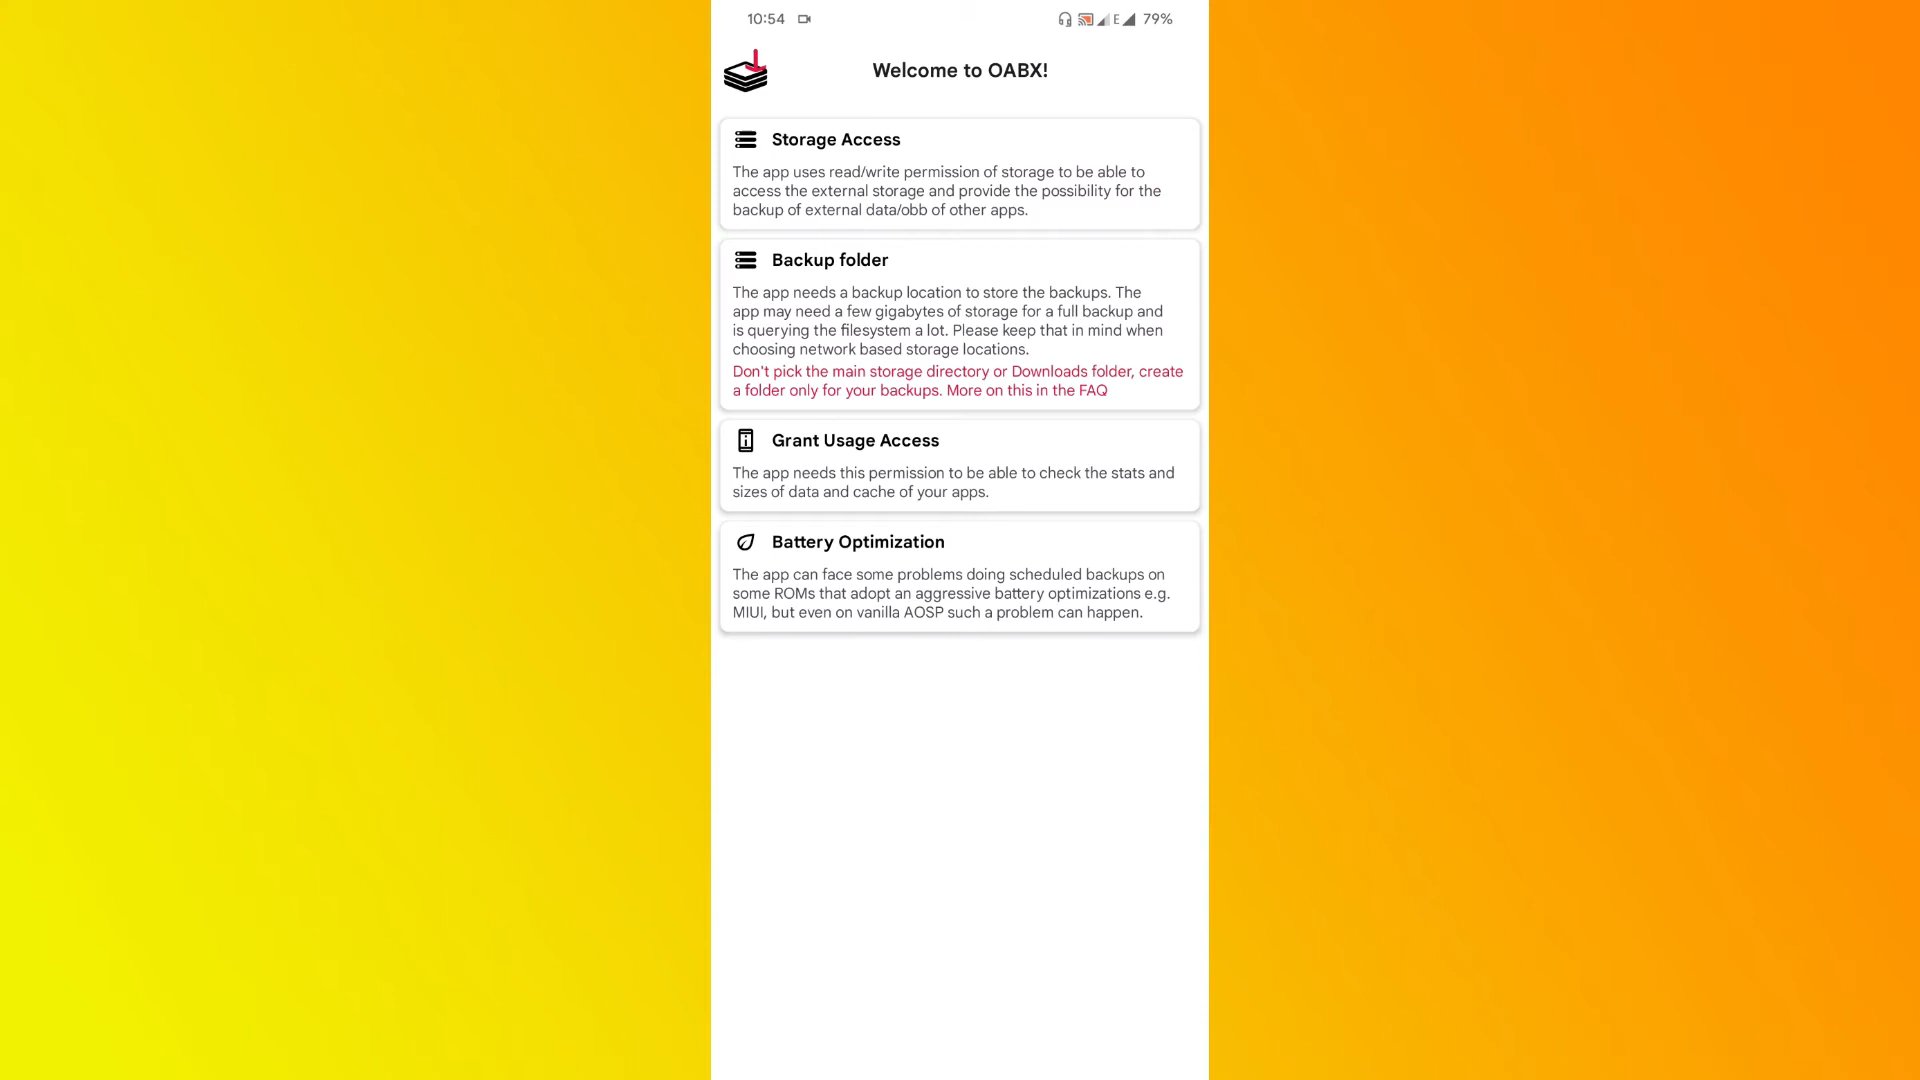 10:54 E 79%
Welcome to OABX!
Storage Access
The app uses read/write permission of storage to be able to
access the external storage and provide the possibility for the
backup of external data/obb of other apps.
Backup folder
The app needs a backup location to store the backups. The
app may need a few gigabytes of storage for a full backup and
is querying the filesystem a lot. Please keep that in mind when
choosing network based storage locations.
Don't pick the main storage directory or Downloads folder, create
a folder only for your backups. More on this in the FAQ
Grant Usage Access
The app needs this permission to be able to check the stats and
sizes of data and cache of your apps.
Battery Optimization
The app can face some problems doing scheduled backups on
some ROMs that adopt an aggressive battery optimizations e.g.
MIUI, but even on vanilla AOSP such a problem can happen.